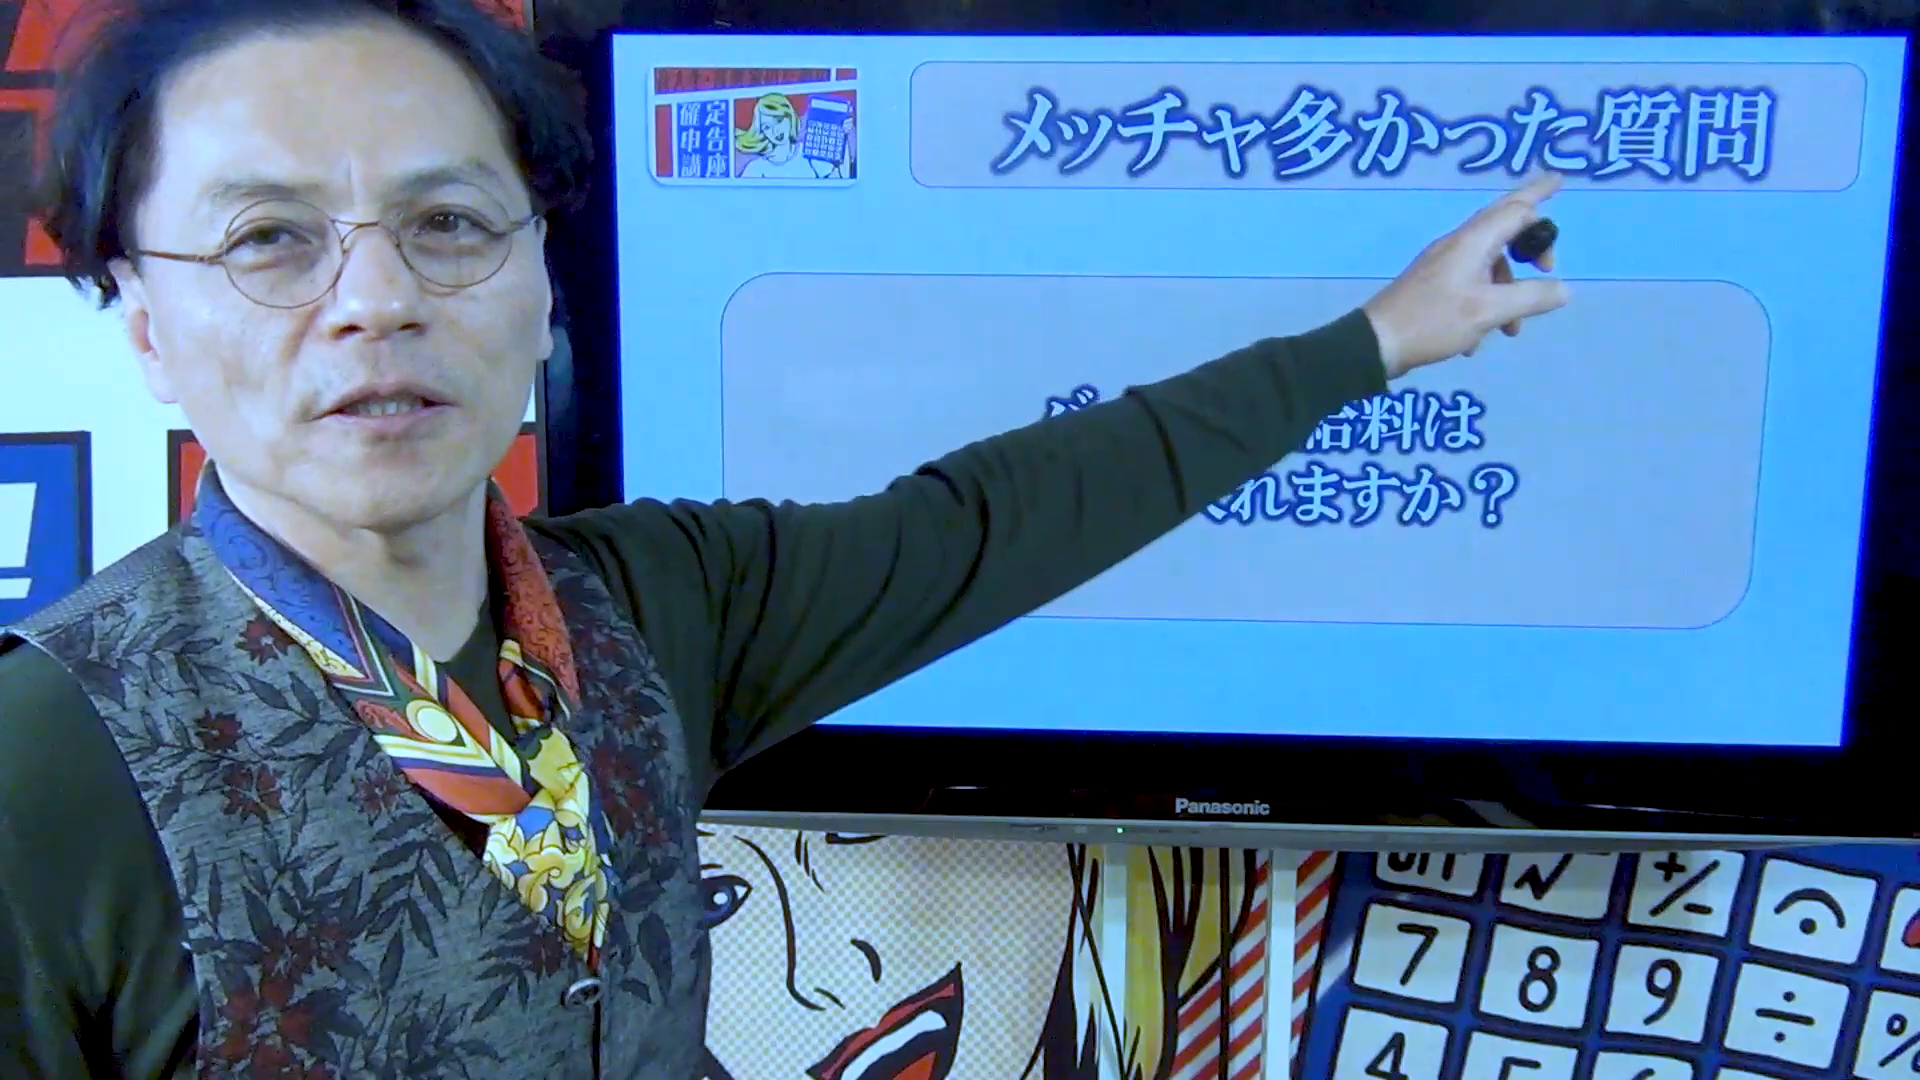 メッチャ多かった質問
確定
申告
講座
給料は
れますか？
Panasonic
+/-
7
8
9
÷
%
4